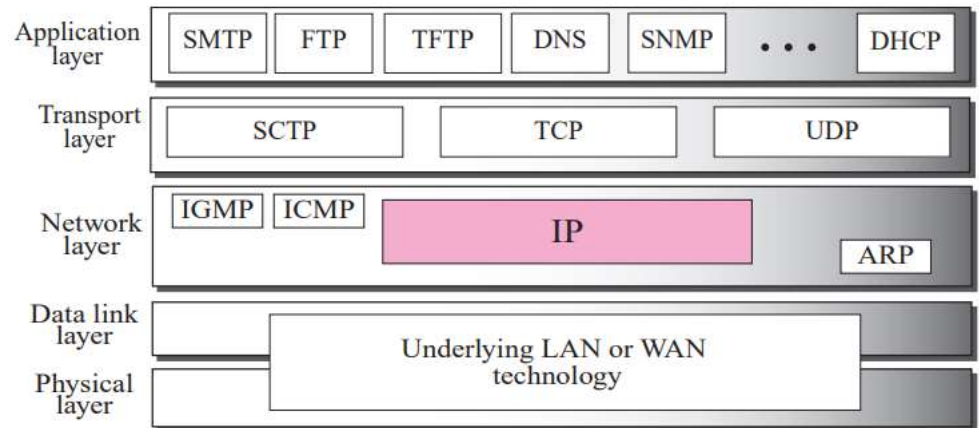 Application layer
SMTP FTP TFTP DNS SNMP • • • DHCP
Transport layer
SCTP TCP UDP
Network layer
IGMP ICMP IP ARP
Data link layer
Physical layer
Underlying LAN or WAN
technology